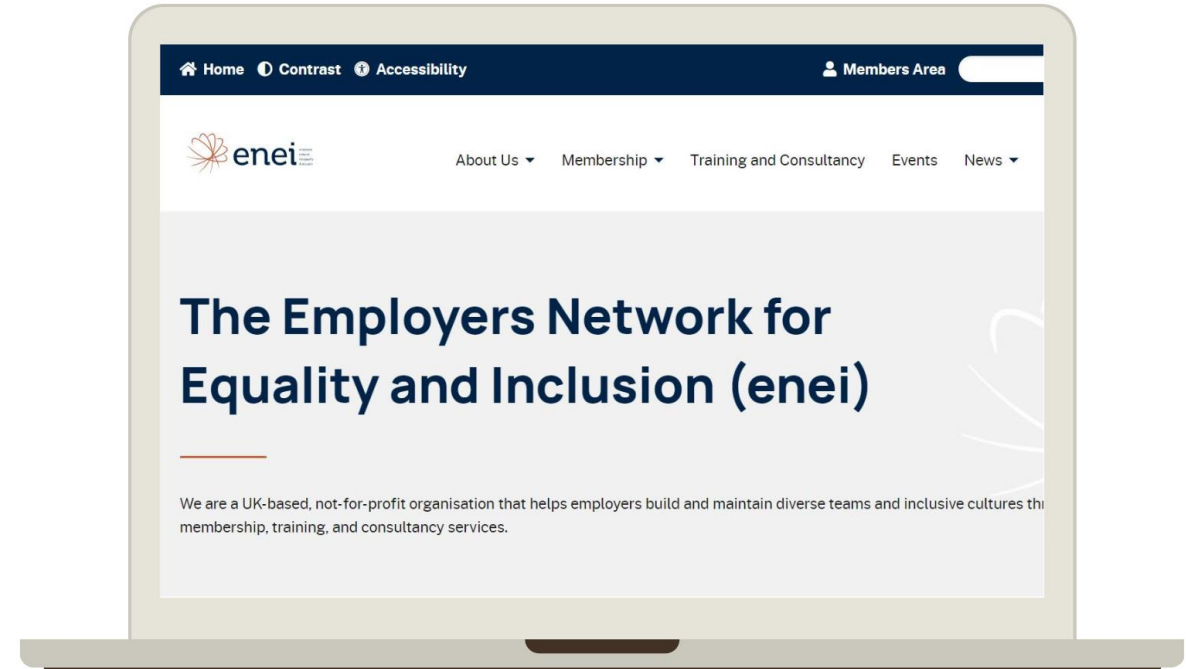 Home Contrast Accessibility Members Area
enei
About Us Membership Training and Consultancy Events News
The Employers Network for
Equality and Inclusion (enei)
We are a UK-based, not-for-profit organisation that helps employers build and maintain diverse teams and inclusive cultures
membership, training, and consultancy services.